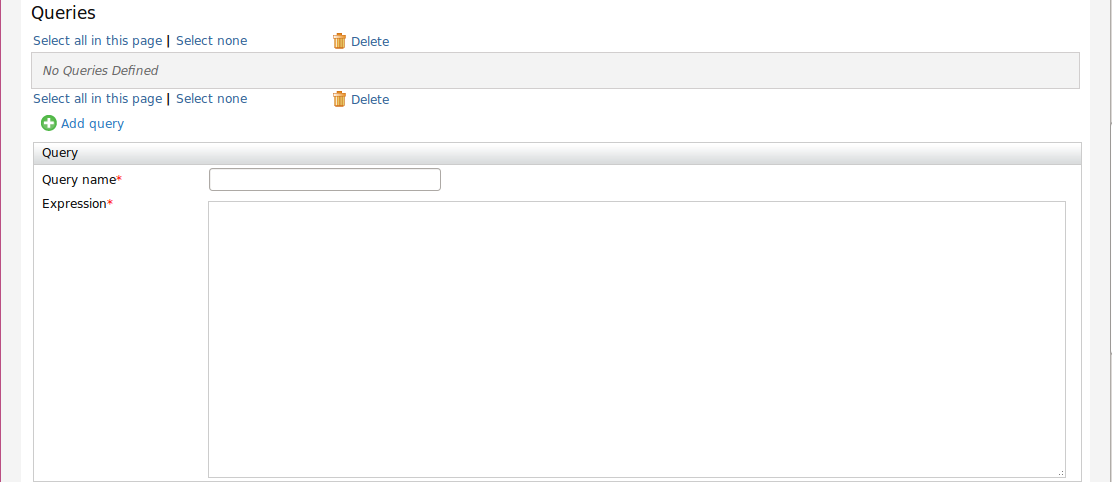 Queries
Select all in this page | Select none Delete
No Queries Defined
Select all in this page | Select none Delete
Add query
Query
Query name*
Expression*